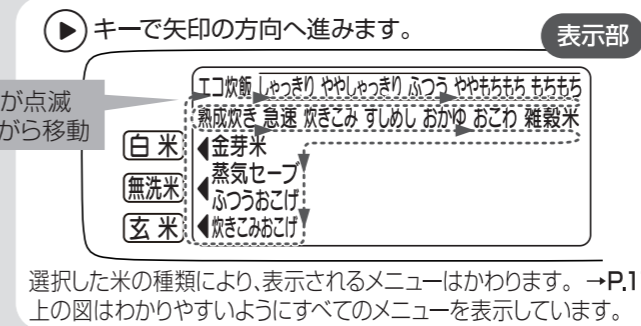 ▶キーで矢印の方向へ進みます。
表示部
が点滅
がら移動
エコ炊飯 しゃっきり ややしゃっきり ふつう ややもちもち もちもち
熟成炊き 急速 炊きこみ すしめし おかゆ おこわ 雑穀米
白米
無洗米
玄米
◀金芽米
◀蒸気セーブ
ふつうおこげ
◀炊きこみおこげ
選択した米の種類により、表示されるメニューはかわります。→P.1
上の図はわかりやすいようにすべてのメニューを表示しています。